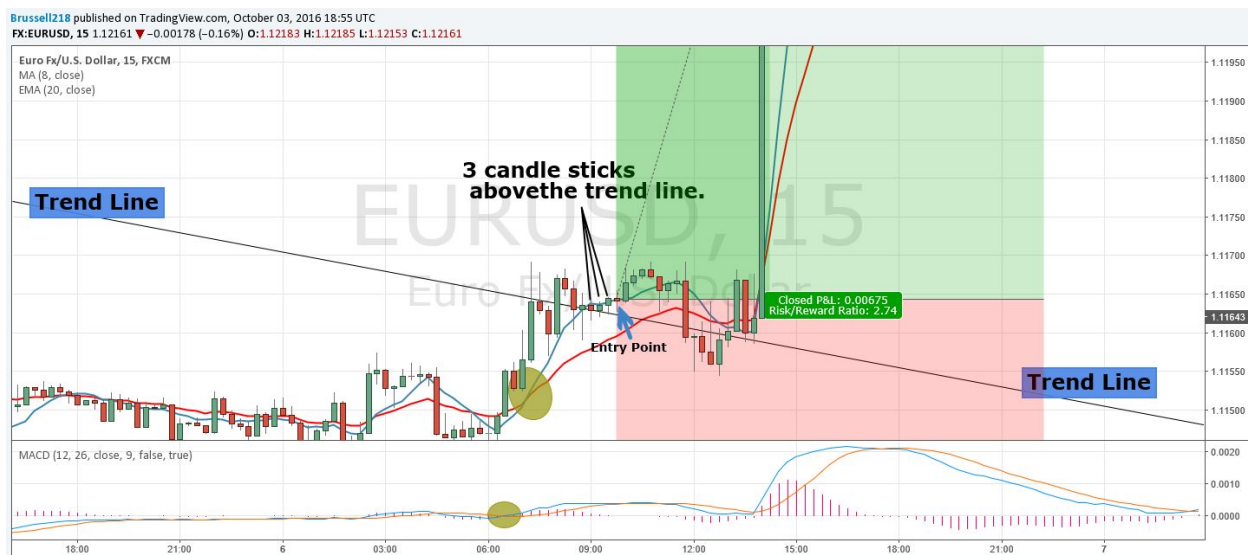 Brussell218 published on TradingView.com, October 03, 2016 18:55 UTC
FX:EURUSD, 15 1.12161 ▼ −0.00178 (−0.16%) O:1.12183 H:1.12185 L:1.12153 C:1.12161
Euro Fx/U.S. Dollar, 15, FXCM
MA (8, close)
EMA (20, close)
1.11950
1.11900
1.11850
3 candle sticks
abovethe trend line.
1.11800
Trend Line
EURUSD, 15
1.11750
1.11700
Euro Fx/U.S. Dollar
1.11650
Closed P&L: 0.00675
Risk/Reward Ratio: 2.74
1.11643
1.11600
Entry Point
1.11550
Trend Line
1.11500
MACD (12, 26, close, 9, false, true)
0.0020
0.0010
0.0000
18:00 21:00 6 03:00 06:00 09:00 12:00 15:00 18:00 21:00 7